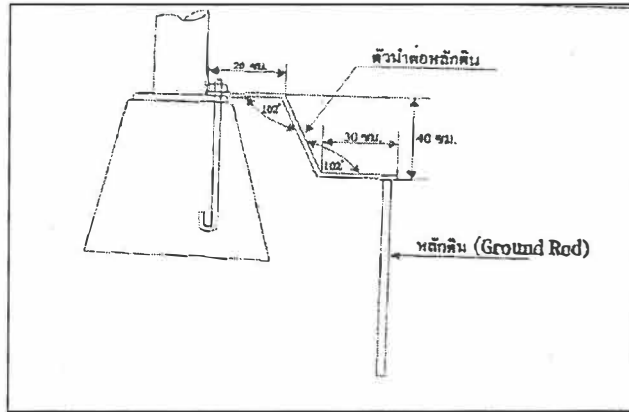 29 ซม.
ตัวนำต่อหลักดิน
102°
30 ซม.
40 ซม.
102°
หลักดิน (Ground Rod)